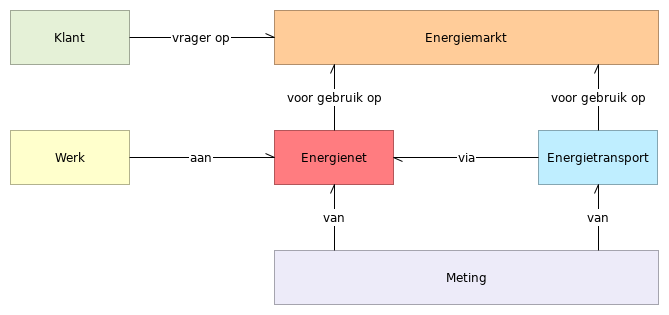 Klant
vrager op
Energiemarkt
voor gebruik op
voor gebruik op
Werk
aan
Energienet
via
Energietransport
van
van
Meting